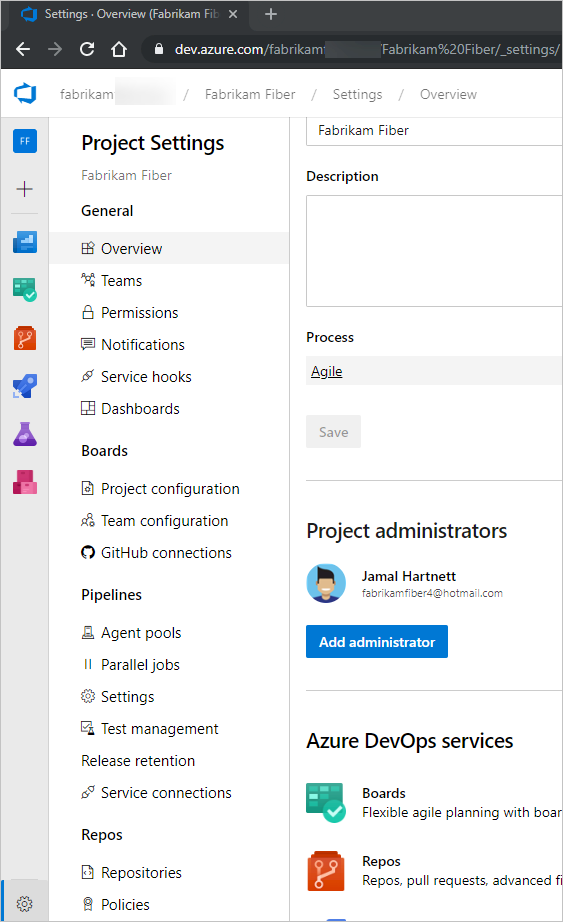 Settings · Overview (Fabrikam Fib
dev.azure.com/fabrikamf /Fabrikam%20Fiber/_settings/
fabrikam / Fabrikam Fiber / Settings / Overview
FF
Project Settings
Fabrikam Fiber
General
Overview
Teams
Permissions
Notifications
Service hooks
Dashboards
Boards
Project configuration
Team configuration
GitHub connections
Pipelines
Agent pools
Parallel jobs
Settings
Test management
Release retention
Service connections
Repos
Repositories
Policies
Fabrikam Fiber
Description
Process
Agile
Save
Project administrators
Jamal Hartnett
fabrikamfiber4@hotmail.com
Add administrator
Azure DevOps services
Boards
Flexible agile planning with boar
Repos
Repos, pull requests, advanced fi